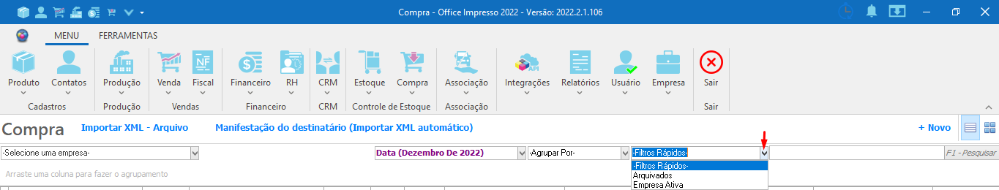 Compra - Office Impresso 2022 - Versão: 2022.2.1.106
MENU FERRAMENTAS
Produto Contatos Produção Venda Fiscal Financeiro RH CRM Estoque Compra Associação Integrações Relatórios Usuário Empresa Sair
Cadastros Produção Vendas Financeiro CRM Controle de Estoque Associação Sair
Compra Importar XML - Arquivo Manifestação do destinatário (Importar XML automático) + Novo
-Selecione uma empresa- Data (Dezembro De 2022) -Agrupar Por- -Filtros Rápidos- F1 - Pesquisar
-Filtros Rápidos-
Arraste uma coluna para fazer o agrupamento Arquivados
Empresa Ativa